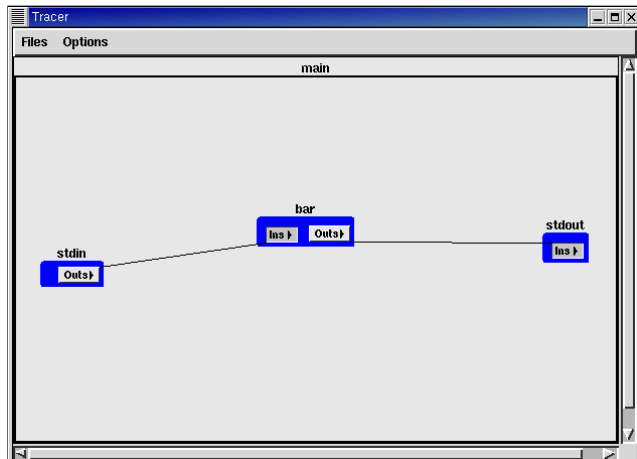 Tracer
Files Options
main
bar
Ins Outs
stdout
Ins
stdin
Outs